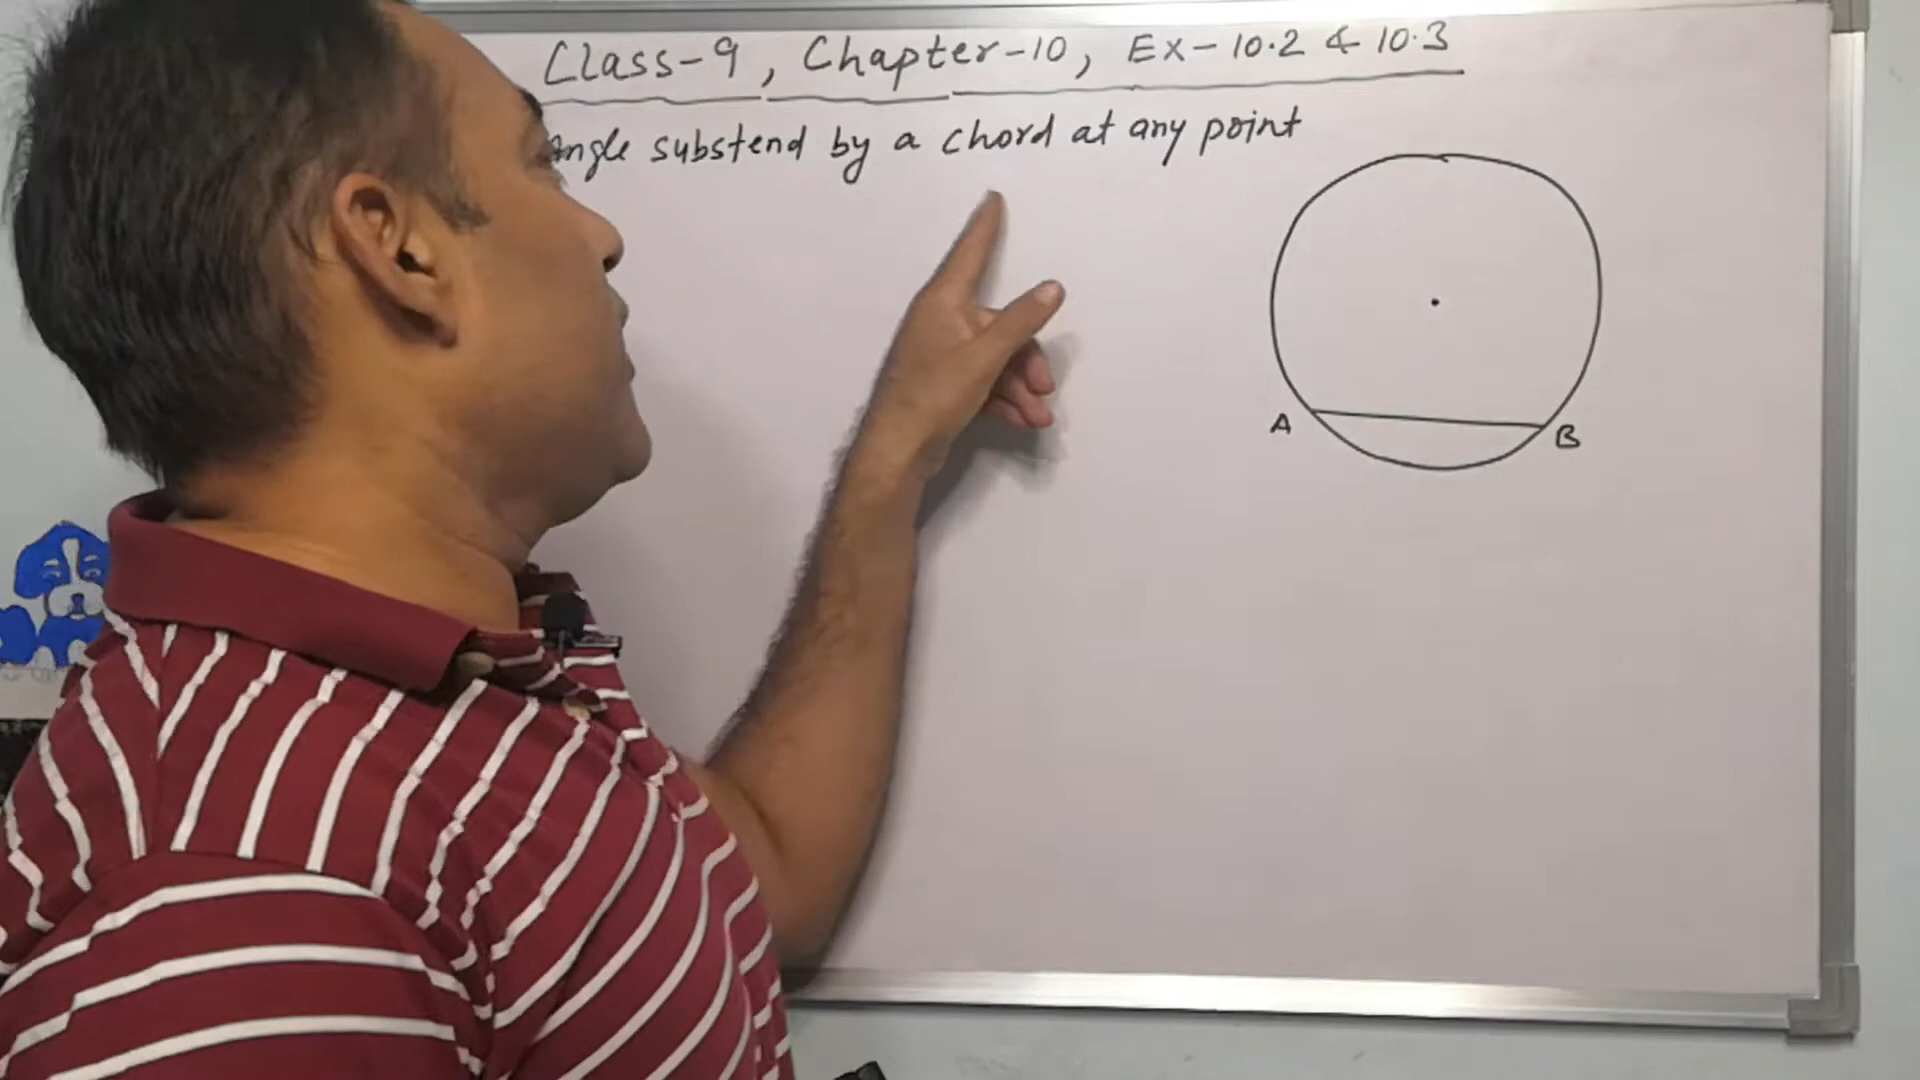 Class-9, Chapter-10, Ex-10.2 & 10.3
Angle substend by a chord at any point
A
B